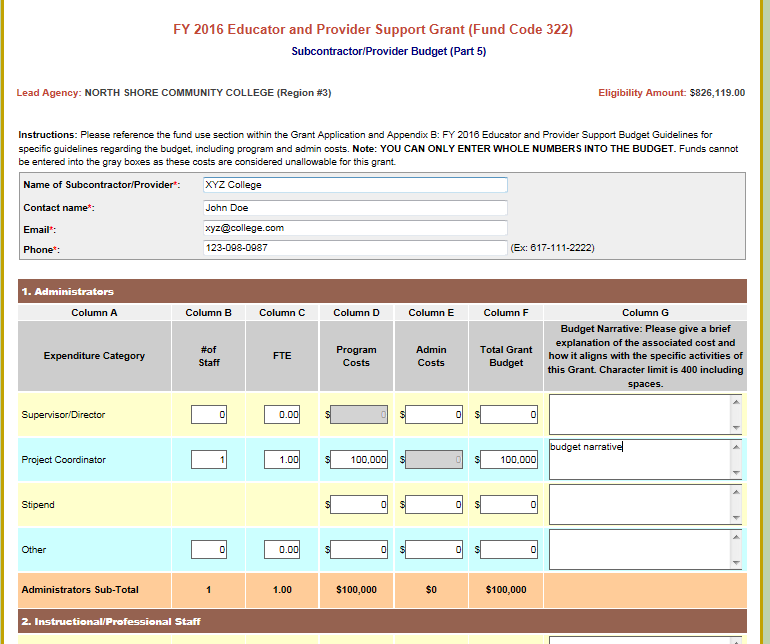 FY 2016 Educator and Provider Support Grant (Fund Code 322)
Subcontractor/Provider Budget (Part 5)
Lead Agency: NORTH SHORE COMMUNITY COLLEGE (Region #3) Eligibility Amount: $826,119.00
Instructions: Please reference the fund use section within the Grant Application and Appendix B: FY 2016 Educator and Provider Support Budget Guidelines for
specific guidelines regarding the budget, including program and admin costs. Note: YOU CAN ONLY ENTER WHOLE NUMBERS INTO THE BUDGET. Funds cannot
be entered into the gray boxes as these costs are considered unallowable for this grant.
Name of Subcontractor/Provider*: XYZ College
Contact name*: John Doe
Email*: xyz@college.com
Phone*: 123-098-0987 (Ex: 617-111-2222)
1. Administrators
Column A Column B Column C Column D Column E Column F Column G
Expenditure Category
#of
Staff
FTE
Program
Costs
Admin
Costs
Total Grant
Budget
Budget Narrative: Please give a brief
explanation of the associated cost and
how it aligns with the specific activities of
this Grant. Character limit is 400 including
spaces.
Supervisor/Director 0 0.00 $ 0 $ 0 $ 0
Project Coordinator 1 1.00 $ 100,000 $ 0 $ 100,000 budget narrative
Stipend $ 0 $ 0 $ 0
Other 0 0.00 $ 0 $ 0 $ 0
Administrators Sub-Total 1 1.00 $100,000 $0 $100,000
2. Instructional/Professional Staff